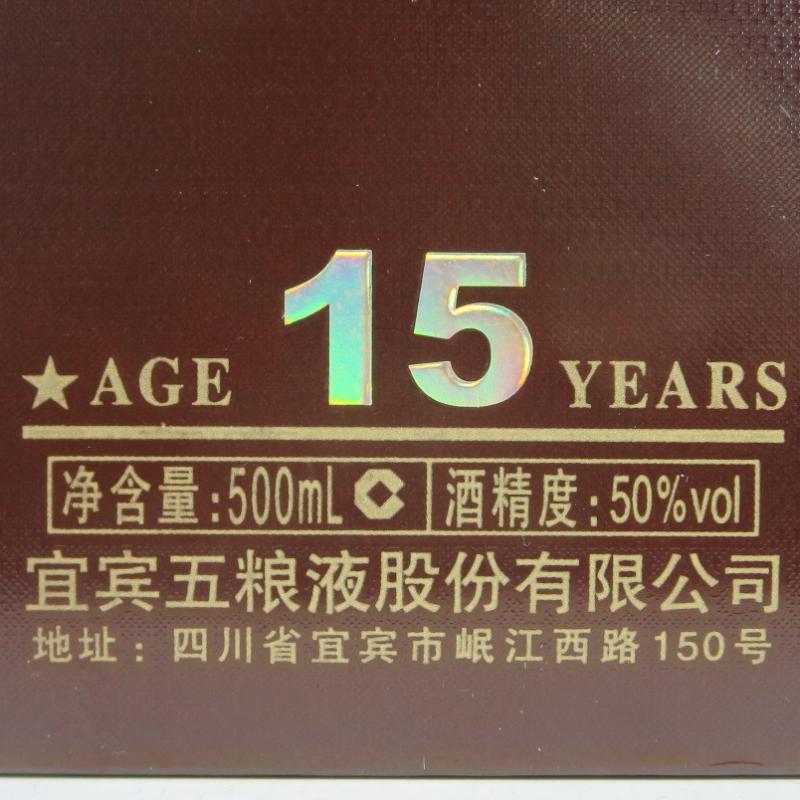 ★AGE 15 YEARS
净含量:500mL 酒精度:50%vol
宜宾五粮液股份有限公司
地址：四川省宜宾市岷江西路150号